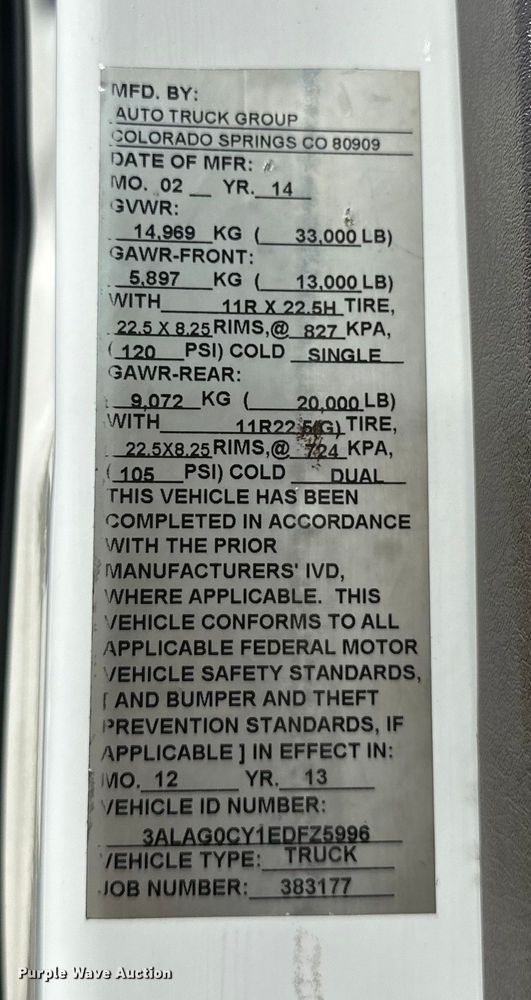 MFD. BY:
AUTO TRUCK GROUP
COLORADO SPRINGS CO 80909
DATE OF MFR:
MO. 02 YR. 14
GVWR:
14,969 KG ( 33,000 LB)
GAWR-FRONT:
5,897 KG ( 13,000 LB)
WITH 11R X 22.5H TIRE,
22.5 X 8.25 RIMS,@ 827 KPA,
( 120 PSI) COLD SINGLE
GAWR-REAR:
9,072 KG ( 20,000 LB)
WITH 11R22.5(G) TIRE,
22.5X8.25 RIMS,@ 724 KPA,
( 105 PSI) COLD DUAL
THIS VEHICLE HAS BEEN
COMPLETED IN ACCORDANCE
WITH THE PRIOR
MANUFACTURERS' IVD,
WHERE APPLICABLE. THIS
VEHICLE CONFORMS TO ALL
APPLICABLE FEDERAL MOTOR
VEHICLE SAFETY STANDARDS,
[ AND BUMPER AND THEFT
PREVENTION STANDARDS, IF
APPLICABLE ] IN EFFECT IN:
MO. 12 YR. 13
VEHICLE ID NUMBER:
3ALAG0CY1EDFZ5996
VEHICLE TYPE: TRUCK
JOB NUMBER: 383177
Purple Wave Auction